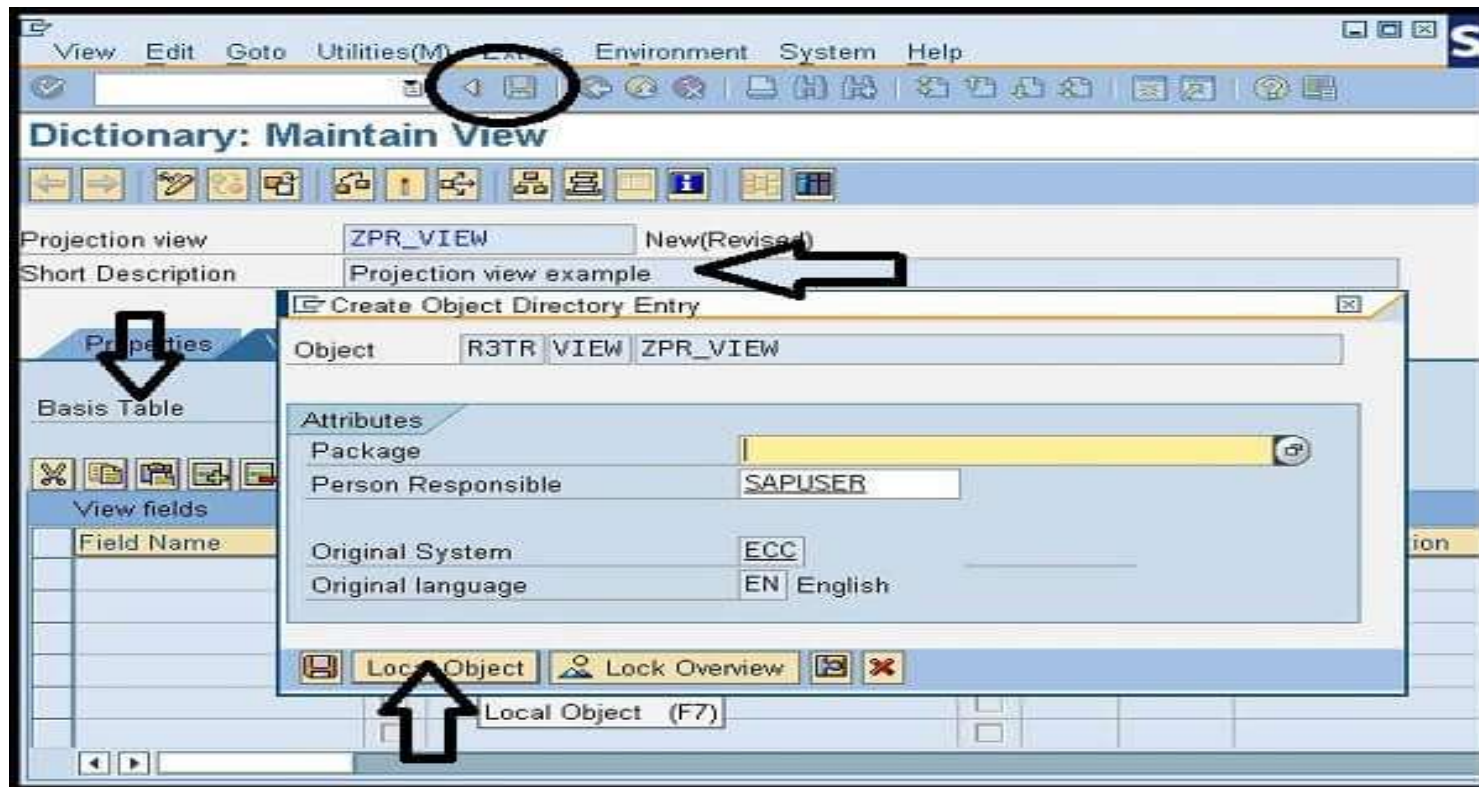 View Edit Goto Utilities(M) Extras Environment System Help
Dictionary: Maintain View
Projection view ZPR_VIEW New(Revised)
Short Description Projection view example
Create Object Directory Entry
Properties
Object R3TR VIEW ZPR_VIEW
Basis Table
Attributes
Package
Person Responsible SAPUSER
View fields
Field Name
Original System ECC
Original language EN English
Local Object Lock Overview
Local Object (F7)